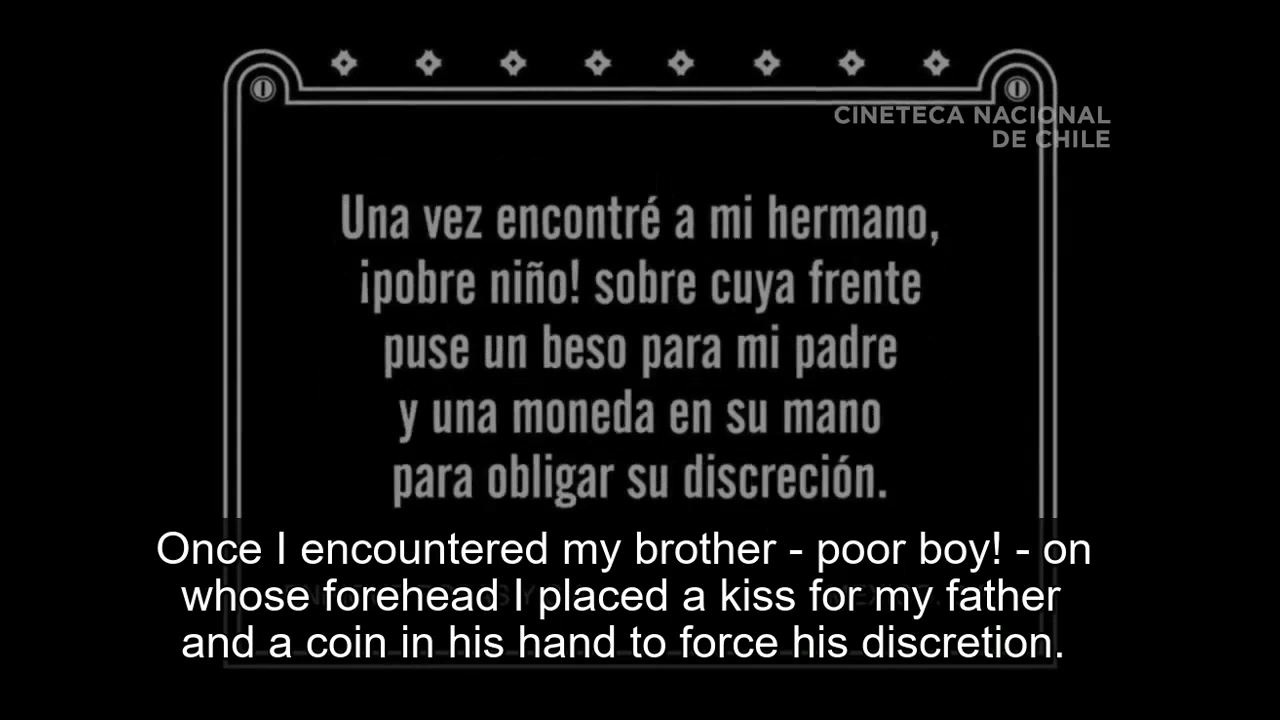 CINETECA NACIONAL
DE CHILE
Una vez encontré a mi hermano,
¡pobre niño! sobre cuya frente
puse un beso para mi padre
y una moneda en su mano
para obligar su discreción.
Once I encountered my brother - poor boy! - on
whose forehead I placed a kiss for my father
and a coin in his hand to force his discretion.